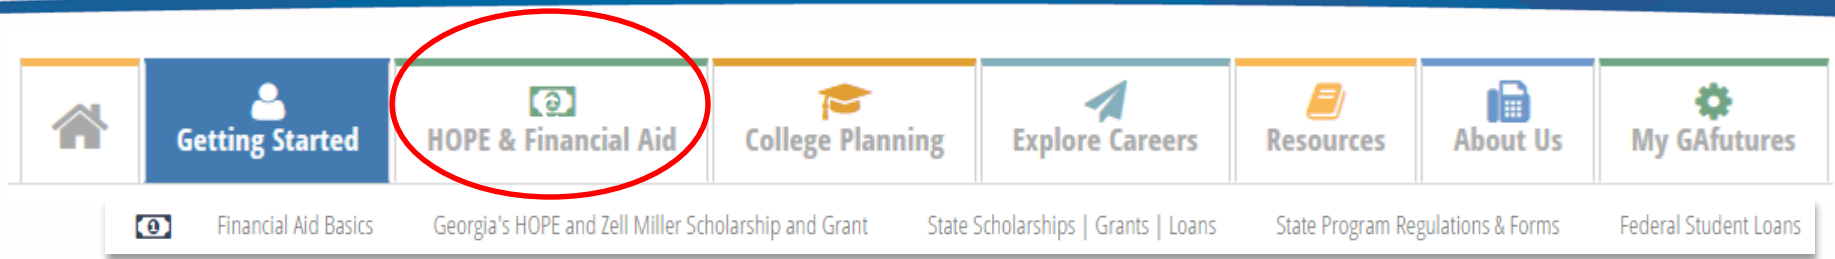 Getting Started
HOPE & Financial Aid
College Planning
Explore Careers
Resources
About Us
My GAfutures
Financial Aid Basics
Georgia's HOPE and Zell Miller Scholarship and Grant
State Scholarships | Grants | Loans
State Program Regulations & Forms
Federal Student Loans